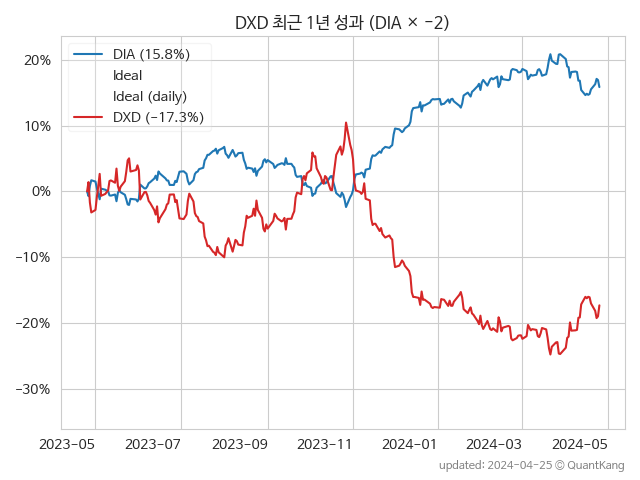 DXD 최근 1년 성과 (DIA × −2)
DIA (15.8%)
Ideal
Ideal (daily)
DXD (−17.3%)
20%
10%
0%
−10%
−20%
−30%
2023−05
2023−07
2023−09
2023−11
2024−01
2024−03
2024−05
updated: 2024−04−25 © QuantKang